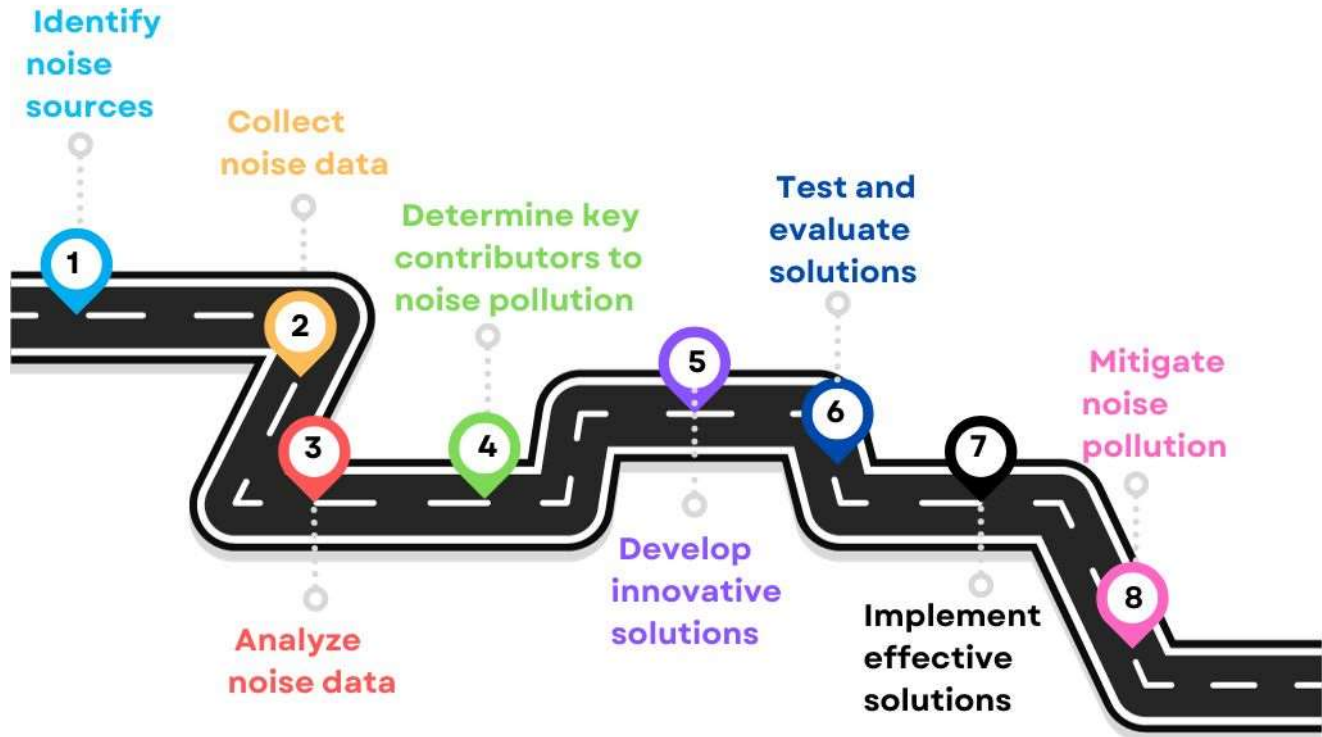 Identify
noise
sources
1
Collect
noise data
2
Analyze
noise data
3
Determine key
contributors to
noise pollution
4
Develop
innovative
solutions
5
Test and
evaluate
solutions
6
Implement
effective
solutions
7
Mitigate
noise
pollution
8